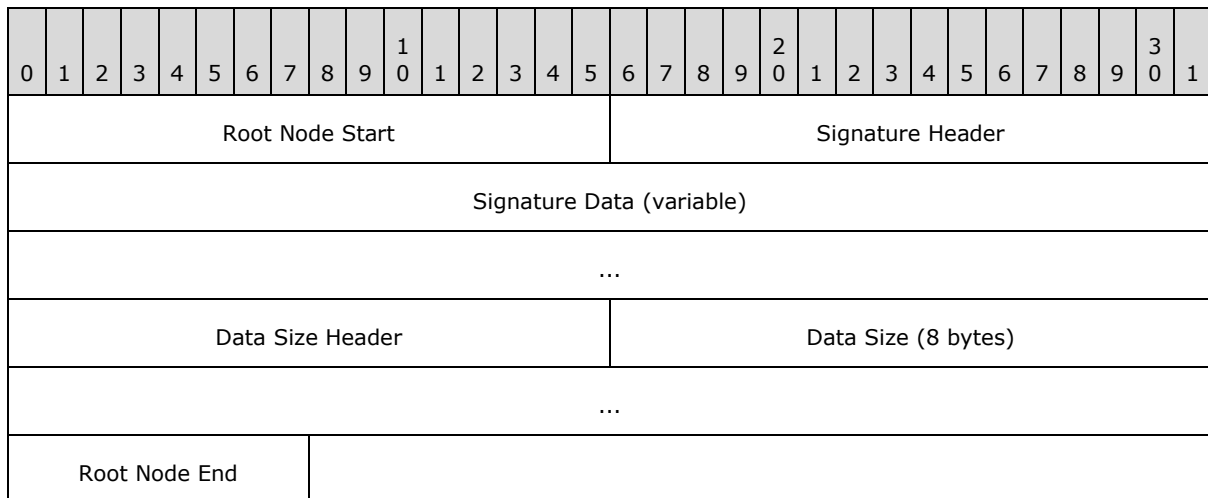 1 2 3
0 1 2 3 4 5 6 7 8 9 0 1 2 3 4 5 6 7 8 9 0 1 2 3 4 5 6 7 8 9 0 1
Root Node Start Signature Header
Signature Data (variable)
...
Data Size Header Data Size (8 bytes)
...
Root Node End